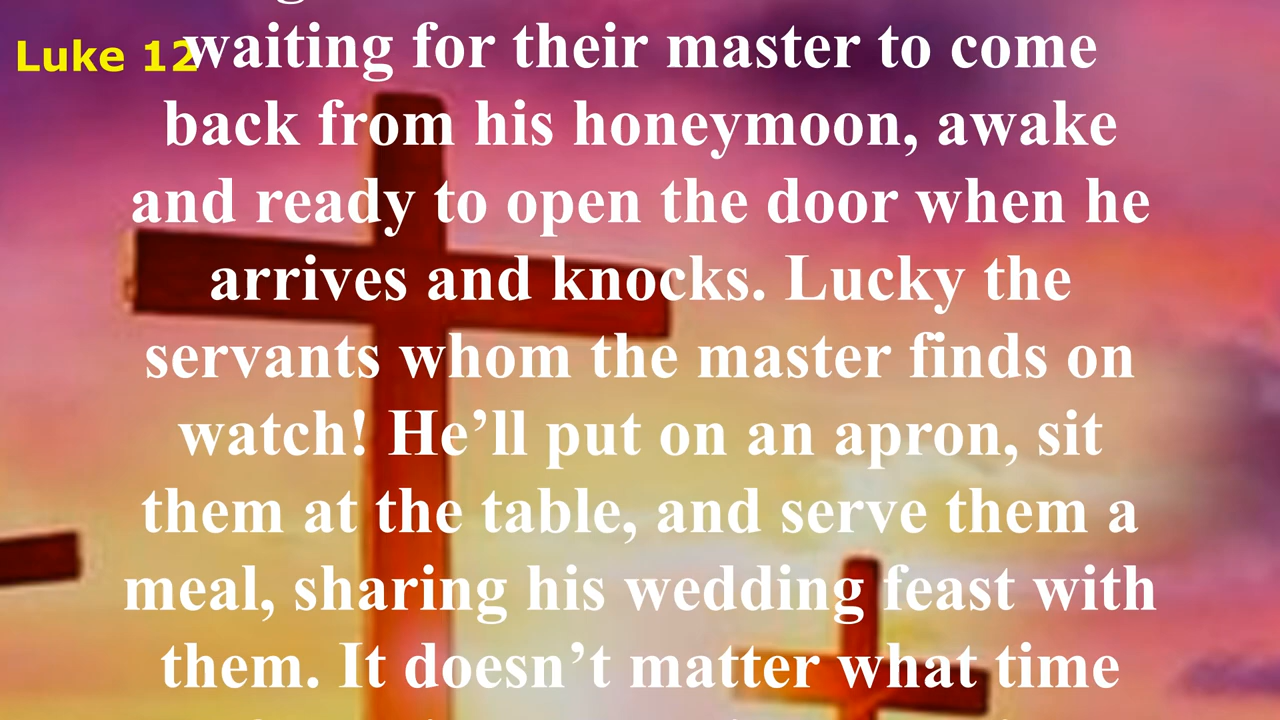 Luke 12
waiting for their master to come
back from his honeymoon, awake
and ready to open the door when he
arrives and knocks. Lucky the
servants whom the master finds on
watch! He’ll put on an apron, sit
them at the table, and serve them a
meal, sharing his wedding feast with
them. It doesn’t matter what time